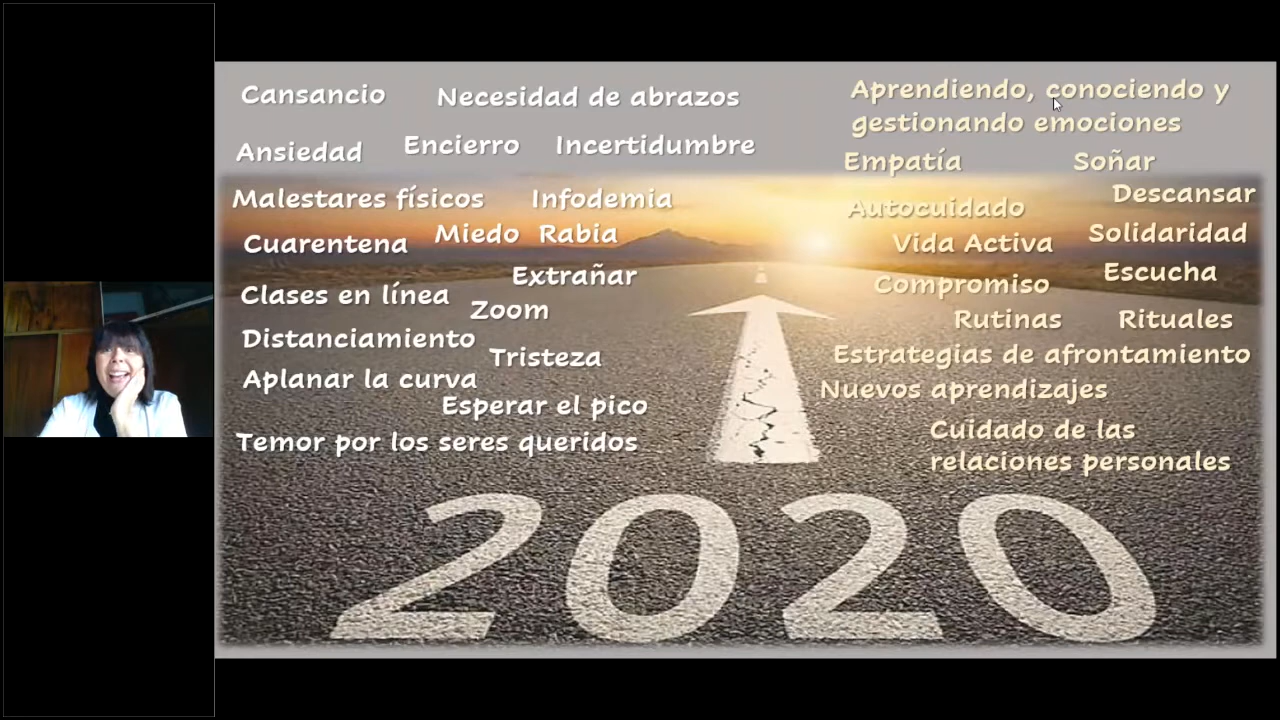 Cansancio
Necesidad de abrazos
Ansiedad
Encierro
Incertidumbre
Malestares físicos
Infodemia
Cuarentena
Miedo
Rabia
Extrañar
Clases en línea
Zoom
Distanciamiento
Tristeza
Aplanar la curva
Esperar el pico
Temor por los seres queridos
Aprendiendo, conociendo y
gestionando emociones
Empatía
Soñar
Descansar
Autocuidado
Vida Activa
Solidaridad
Compromiso
Escucha
Rutinas
Rituales
Estrategias de afrontamiento
Nuevos aprendizajes
Cuidado de las
relaciones personales
2020